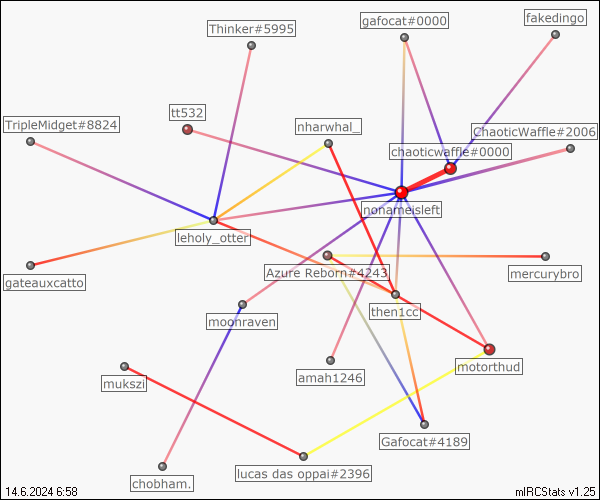 Thinker#5995
gafocat#0000
fakedingo
TripleMidget#8824
tt532
nharwhal_
ChaoticWaffle#2006
chaoticwaffle#0000
nonameisleft
leholy_otter
Azure Reborn#4243
mercurybro
gateauxcatto
moonraven
then1cc
mukszi
amah1246
motorthud
Gafocat#4189
chobham.
lucas das oppai#2396
14.6.2024 6:58
mIRCStats v1.25